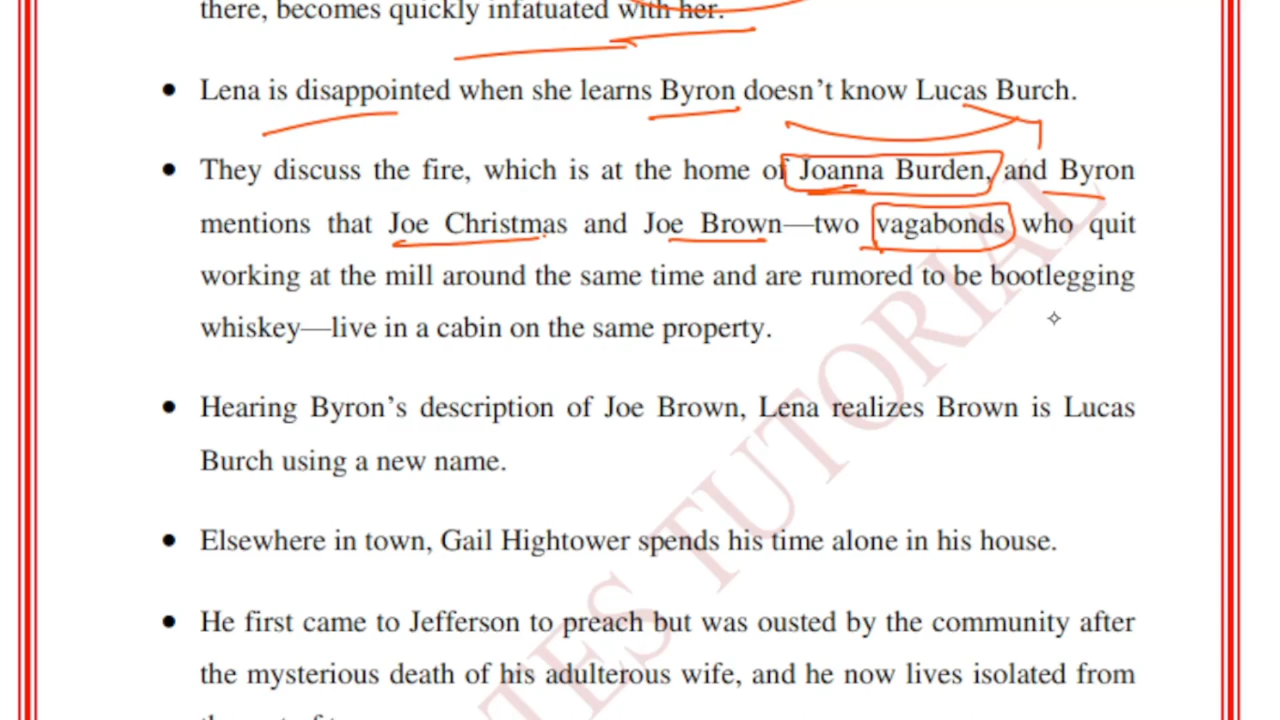 there, becomes quickly infatuated with her.
● Lena is disappointed when she learns Byron doesn’t know Lucas Burch.
● They discuss the fire, which is at the home of Joanna Burden, and Byron
mentions that Joe Christmas and Joe Brown—two vagabonds who quit
working at the mill around the same time and are rumored to be bootlegging
whiskey—live in a cabin on the same property.
● Hearing Byron’s description of Joe Brown, Lena realizes Brown is Lucas
Burch using a new name.
● Elsewhere in town, Gail Hightower spends his time alone in his house.
● He first came to Jefferson to preach but was ousted by the community after
the mysterious death of his adulterous wife, and he now lives isolated from
TES TUTORIAL